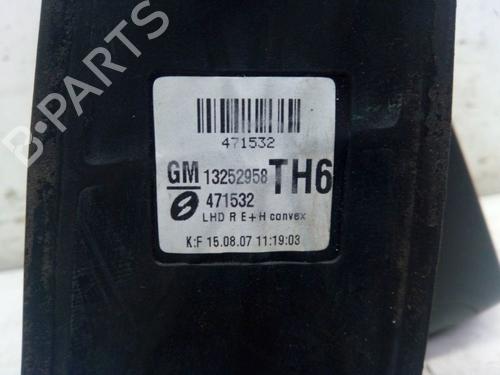 B-PARTS
471532
GM 13252958 TH6
471532
LHD R E+H convex
K:F 15.08.07 11:19:03